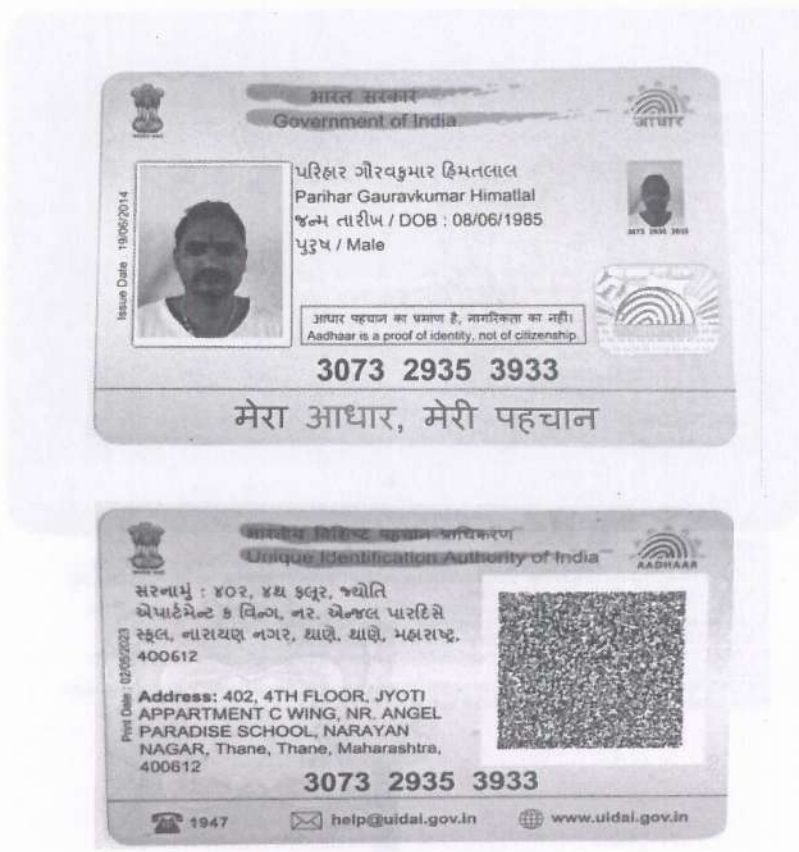 भारत सरकार
Government of India
आधार
પરિહાર ગૌરવકુમાર હિમતલાલ
Parihar Gauravkumar Himatlal
જન્મ તારીખ / DOB : 08/06/1985
પુરુષ / Male
Issue Date : 19/06/2014
3073 2935 3933
आधार पहचान का प्रमाण है, नागरिकता का नहीं।
Aadhaar is a proof of identity, not of citizenship.
3073 2935 3933
मेरा आधार, मेरी पहचान
भारतीय विशिष्ट पहचान प्राधिकरण
Unique Identification Authority of India
AADHAAR
સરનામું : ૪૦૨, ૪થ ફલૂર, જ્યોતિ
એપાર્ટમેન્ટ ક વિન્ગ, નર. એન્જલ પારદિસે
સ્કૂલ, નારાયણ નગર, થાણે, થાણે, મહારાષ્ટ્ર,
400612
Print Date : 02/05/2023
Address: 402, 4TH FLOOR, JYOTI
APPARTMENT C WING, NR. ANGEL
PARADISE SCHOOL, NARAYAN
NAGAR, Thane, Thane, Maharashtra,
400612
3073 2935 3933
1947
help@uidai.gov.in
www.uidai.gov.in